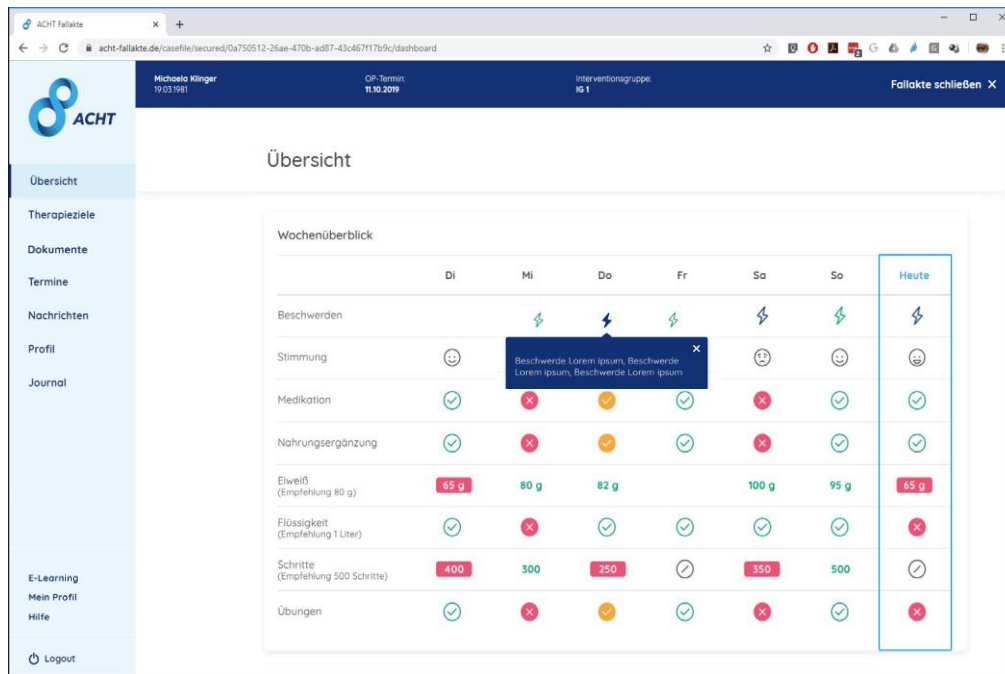 ACHT Fallakte
acht-fallakte.de/casefile/secured/0a750512-26ae-470b-ad87-43c467f17b9c/dashboard
2
ACHT
Michaela Klinger
19.03.1981
OP-Termin:
11.10.2019
Interventionsgruppe:
IG 1
Fallakte schließen X
Übersicht
Therapieziele
Dokumente
Termine
Nachrichten
Profil
Journal
E-Learning
Mein Profil
Hilfe
Logout
Übersicht
Wochenüberblick
Di Mi Do Fr Sa So Heute
Beschwerden
Beschwerde Lorem ipsum, Beschwerde
Lorem ipsum, Beschwerde Lorem ipsum
Stimmung
Medikation
Nahrungsergänzung
Eiweiß
(Empfehlung 80 g)
65 g 80 g 82 g 100 g 95 g 65 g
Flüssigkeit
(Empfehlung 1 Liter)
Schritte
(Empfehlung 500 Schritte)
400 300 250 350 500
Übungen